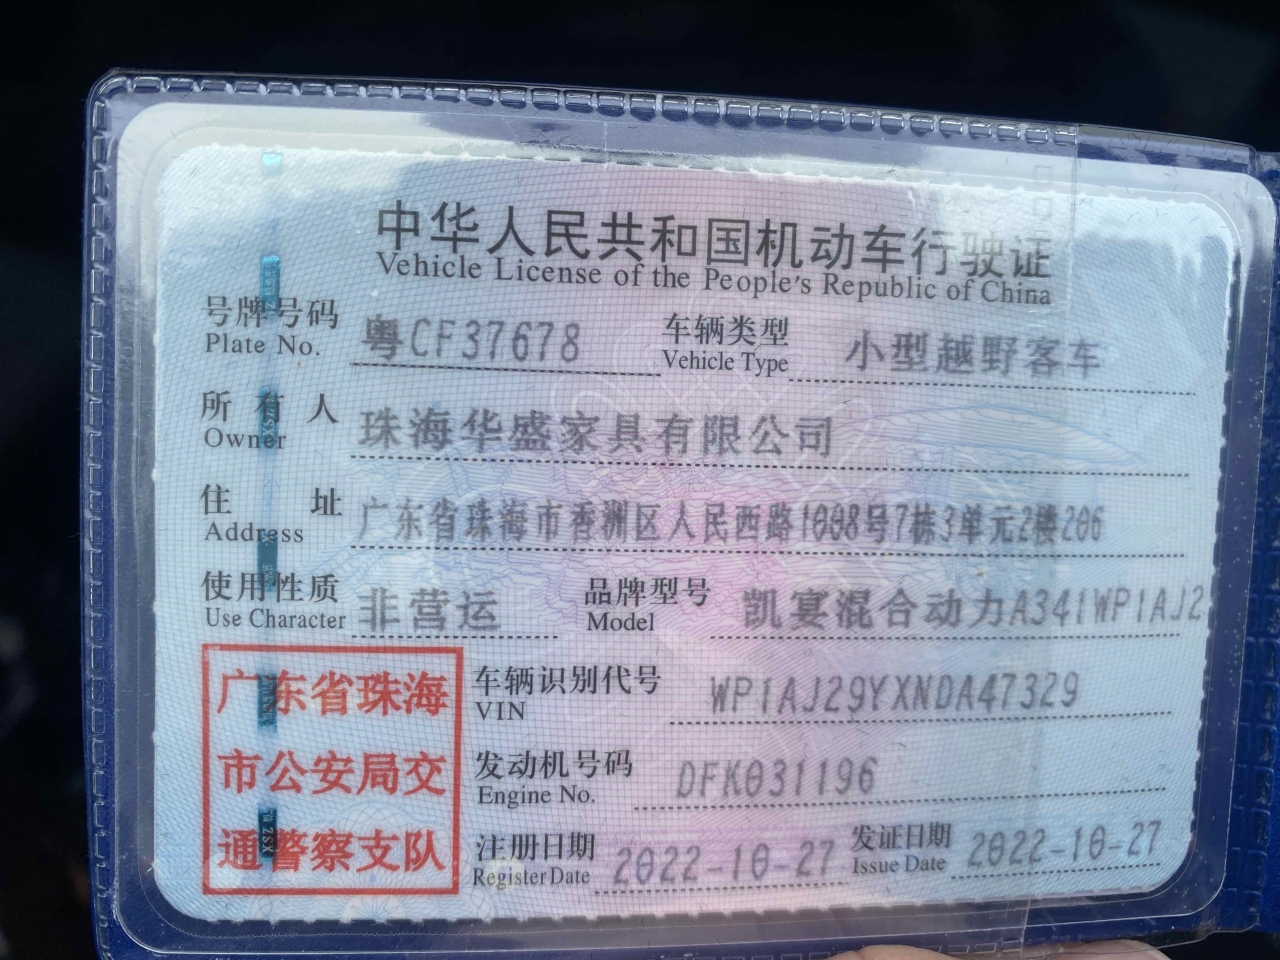 中华人民共和国机动车行驶证
Vehicle License of the People's Republic of China
号牌号码 粤CF37678 车辆类型 小型越野客车
Plate No. Vehicle Type
所有人 珠海华盛家具有限公司
Owner
住址 广东省珠海市香洲区人民西路1008号7栋3单元2楼206
Address
使用性质 非营运 品牌型号 凯宴混合动力A341WP1AJ2
Use Character Model
广东省珠海
市公安局交
通警察支队
车辆识别代号 WP1AJ29YXNDA47329
VIN
发动机号码 DFK031196
Engine No.
注册日期 2022-10-27 发证日期 2022-10-27
Register Date Issue Date